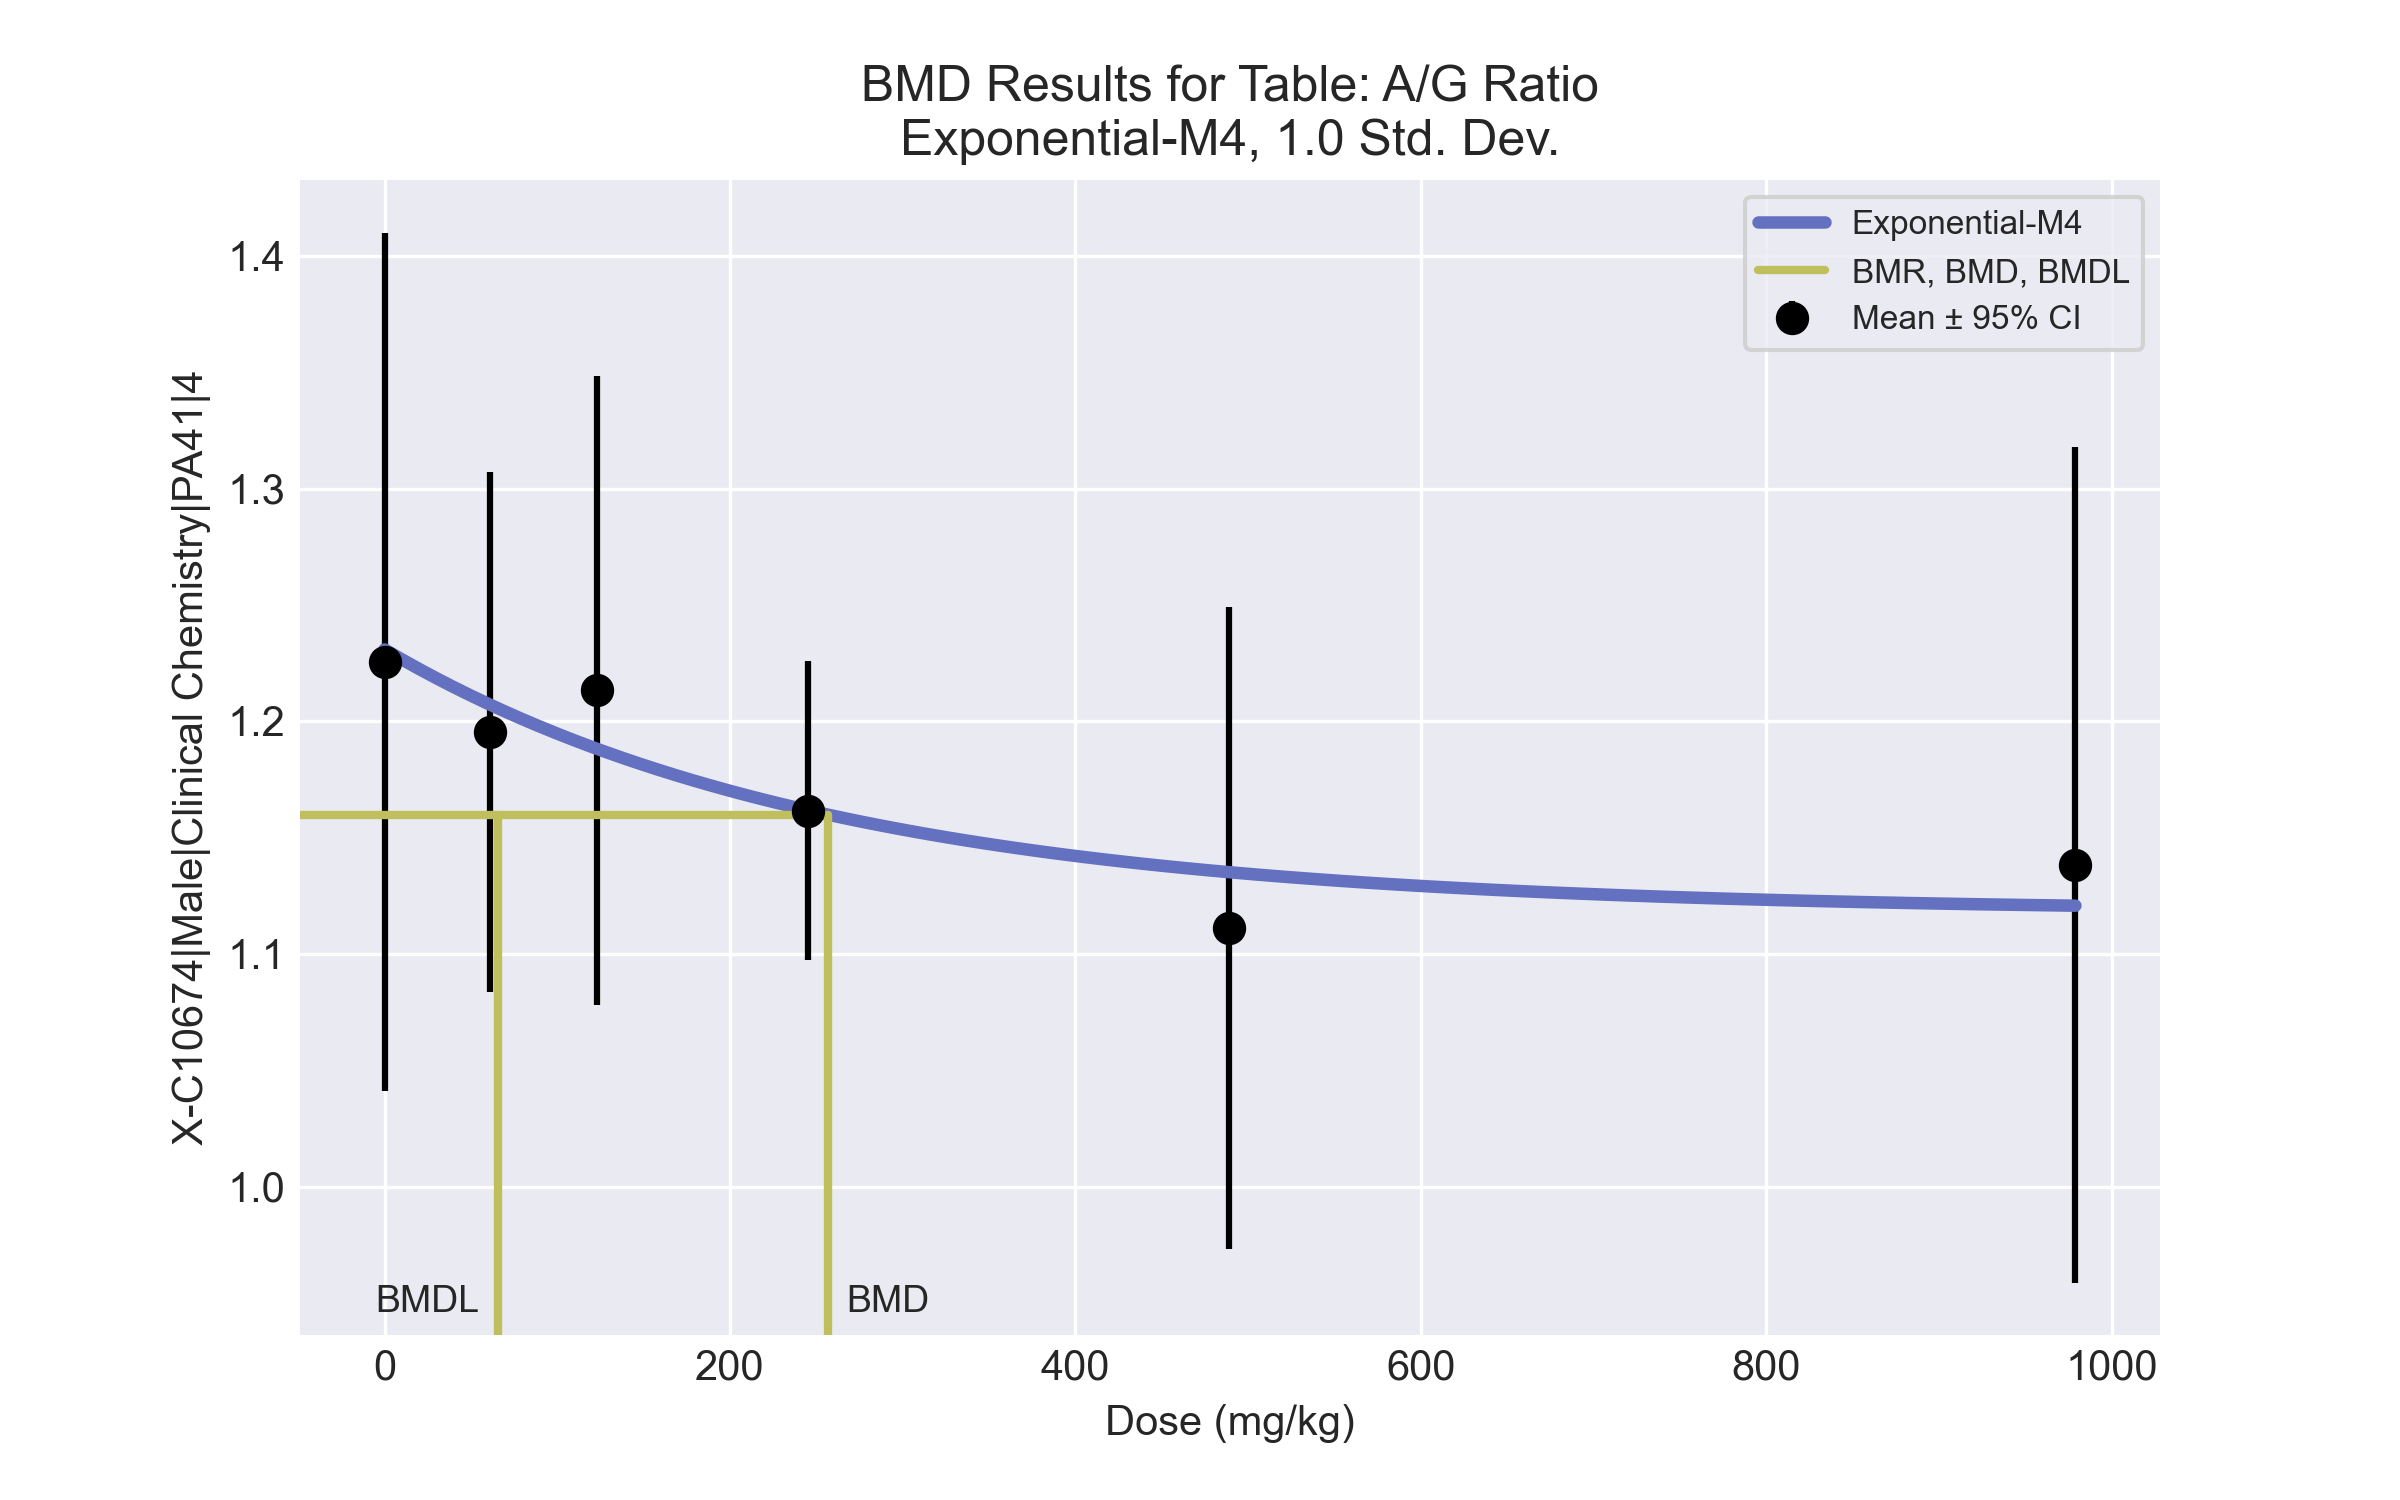 BMD Results for Table: A/G Ratio
Exponential-M4, 1.0 Std. Dev.
Exponential-M4
BMR, BMD, BMDL
Mean ± 95% CI
X-C10674|Male|Clinical Chemistry|PA41|4
1.4
1.3
1.2
1.1
1.0
BMDL
BMD
0 200 400 600 800 1000
Dose (mg/kg)